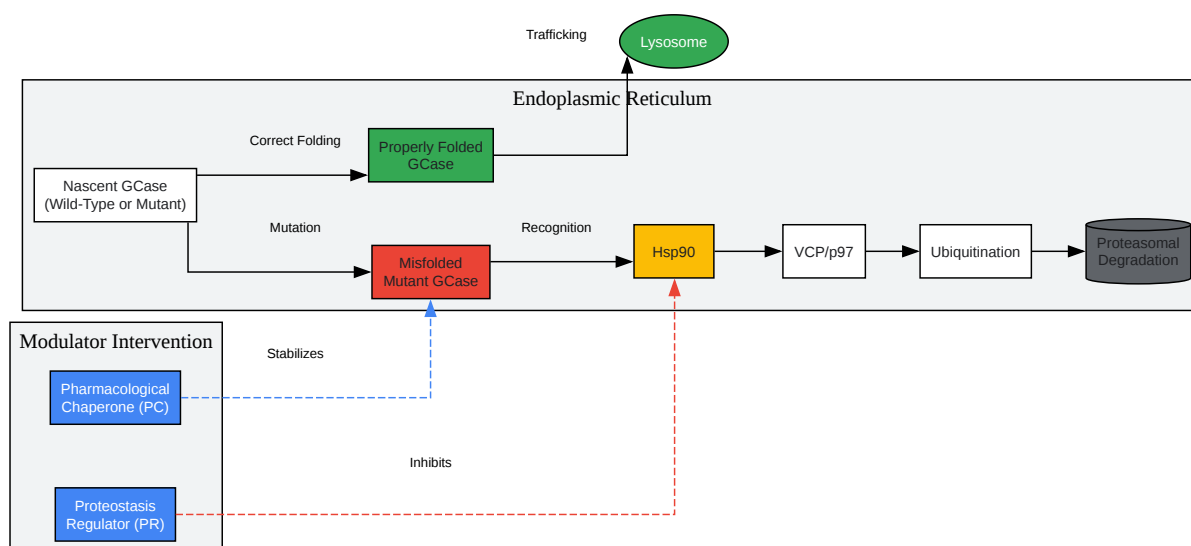 Trafficking
Lysosome
Endoplasmic Reticulum
Correct Folding
Properly Folded
GCase
Nascent GCase
(Wild-Type or Mutant)
Mutation
Recognition
Misfolded
Mutant GCase
Hsp90
VCP/p97
Ubiquitination
Proteasomal
Degradation
Modulator Intervention
Stabilizes
Pharmacological
Chaperone (PC)
Inhibits
Proteostasis
Regulator (PR)